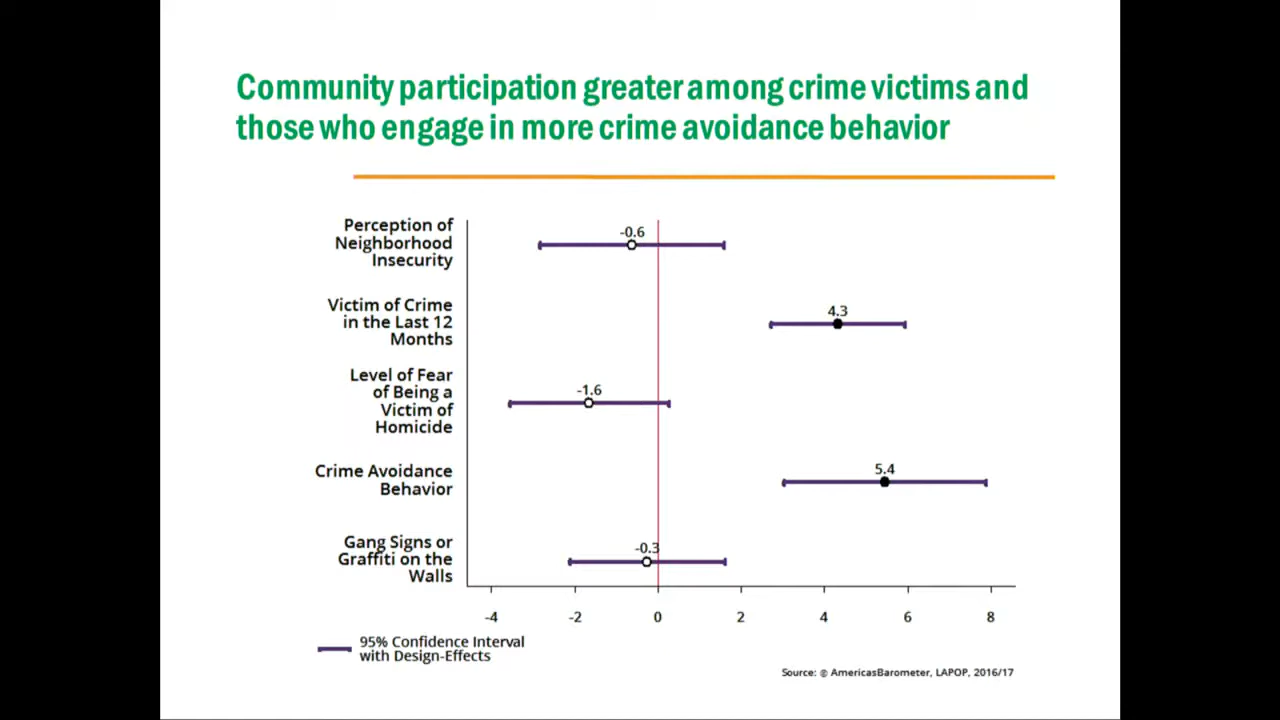 Community participation greater among crime victims and
those who engage in more crime avoidance behavior
Perception of
Neighborhood
Insecurity
-0.6
Victim of Crime
in the Last 12
Months
4.3
Level of Fear
of Being a
Victim of
Homicide
-1.6
Crime Avoidance
Behavior
5.4
Gang Signs or
Graffiti on the
Walls
-0.3
-4 -2 0 2 4 6 8
95% Confidence Interval
with Design-Effects
Source: © AmericasBarometer, LAPOP, 2016/17